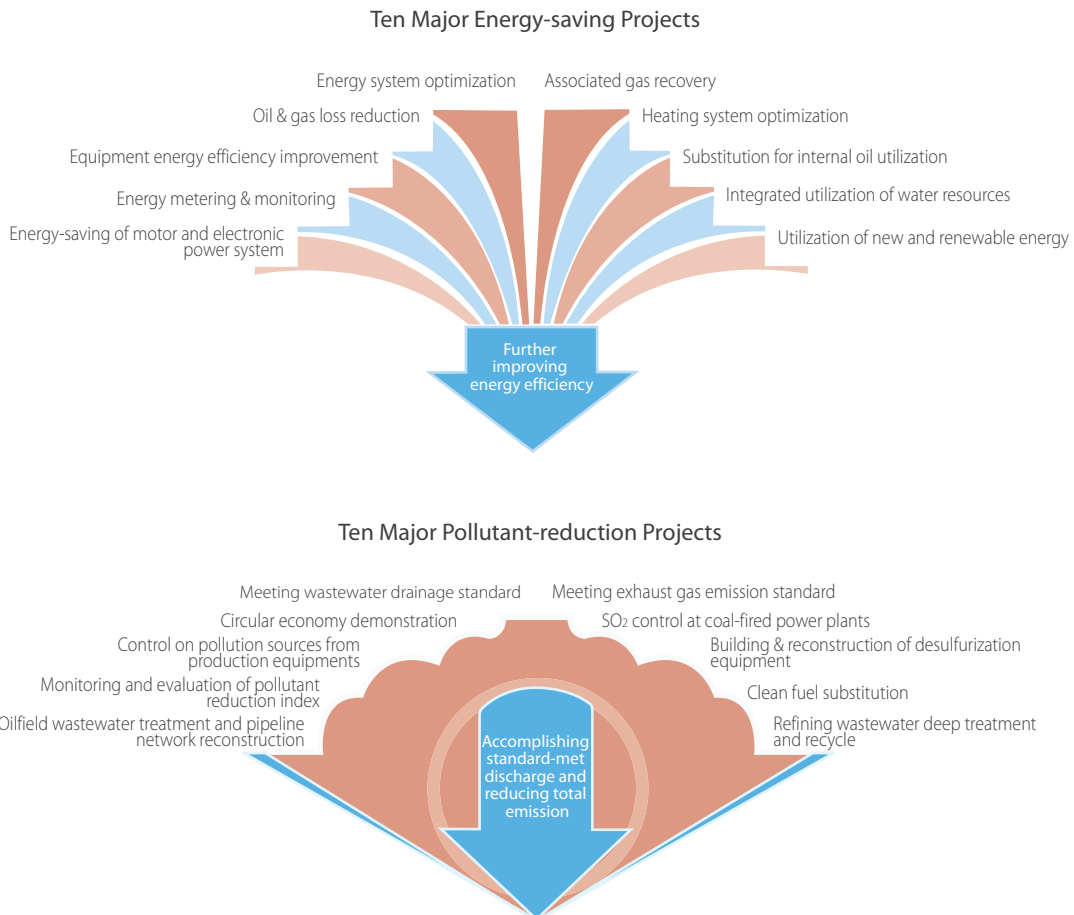 Ten Major Energy-saving Projects
Energy system optimization
Associated gas recovery
Oil & gas loss reduction
Heating system optimization
Equipment energy efficiency improvement
Substitution for internal oil utilization
Energy metering & monitoring
Integrated utilization of water resources
Energy-saving of motor and electronic
power system
Utilization of new and renewable energy
Further
improving
energy efficiency
Ten Major Pollutant-reduction Projects
Meeting wastewater drainage standard
Meeting exhaust gas emission standard
Circular economy demonstration
SO2 control at coal-fired power plants
Control on pollution sources from
production equipments
Building & reconstruction of desulfurization
equipment
Monitoring and evaluation of pollutant
reduction index
Clean fuel substitution
Oilfield wastewater treatment and pipeline
network reconstruction
Refining wastewater deep treatment
and recycle
Accomplishing
standard-met
discharge and
reducing total
emission